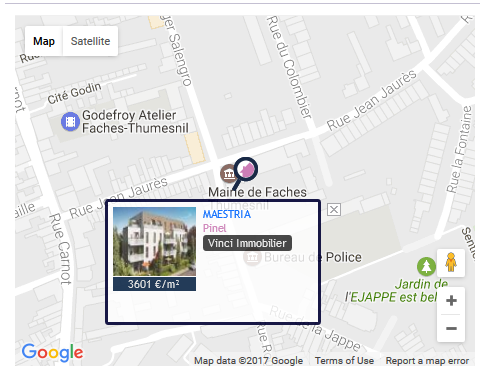 Map
Satellite
Salengro
Rue du Colombier
Rue Jean Jaurès
Rue la Fontaine
Cité Godin
Godefroy Atelier
Faches-Thumesnil
Rue Jean Jaurès
Mairie de Faches
Thumesnil
Rue Carnot
MAESTRIA
Pinel
Vinci Immobilier
3601 €/m²
Bureau de Police
Jardin de
l'EJAPPE est bel
Rue de la Jappe
+
−
Google
Map data ©2017 Google
Terms of Use
Report a map error